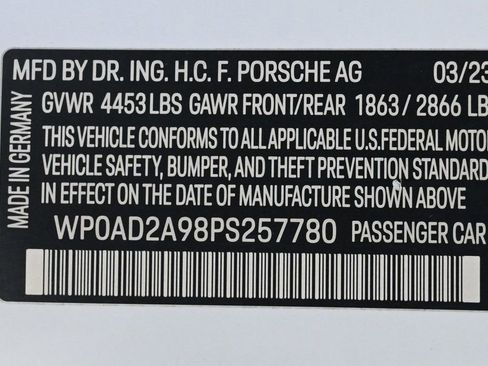 MFD BY DR. ING. H.C. F. PORSCHE AG 03/23
GVWR 4453 LBS GAWR FRONT/REAR 1863 / 2866 LB
THIS VEHICLE CONFORMS TO ALL APPLICABLE U.S.FEDERAL MOTOR
VEHICLE SAFETY, BUMPER, AND THEFT PREVENTION STANDARD
IN EFFECT ON THE DATE OF MANUFACTURE SHOWN ABOVE
WP0AD2A98PS257780 PASSENGER CAR
MADE IN GERMANY